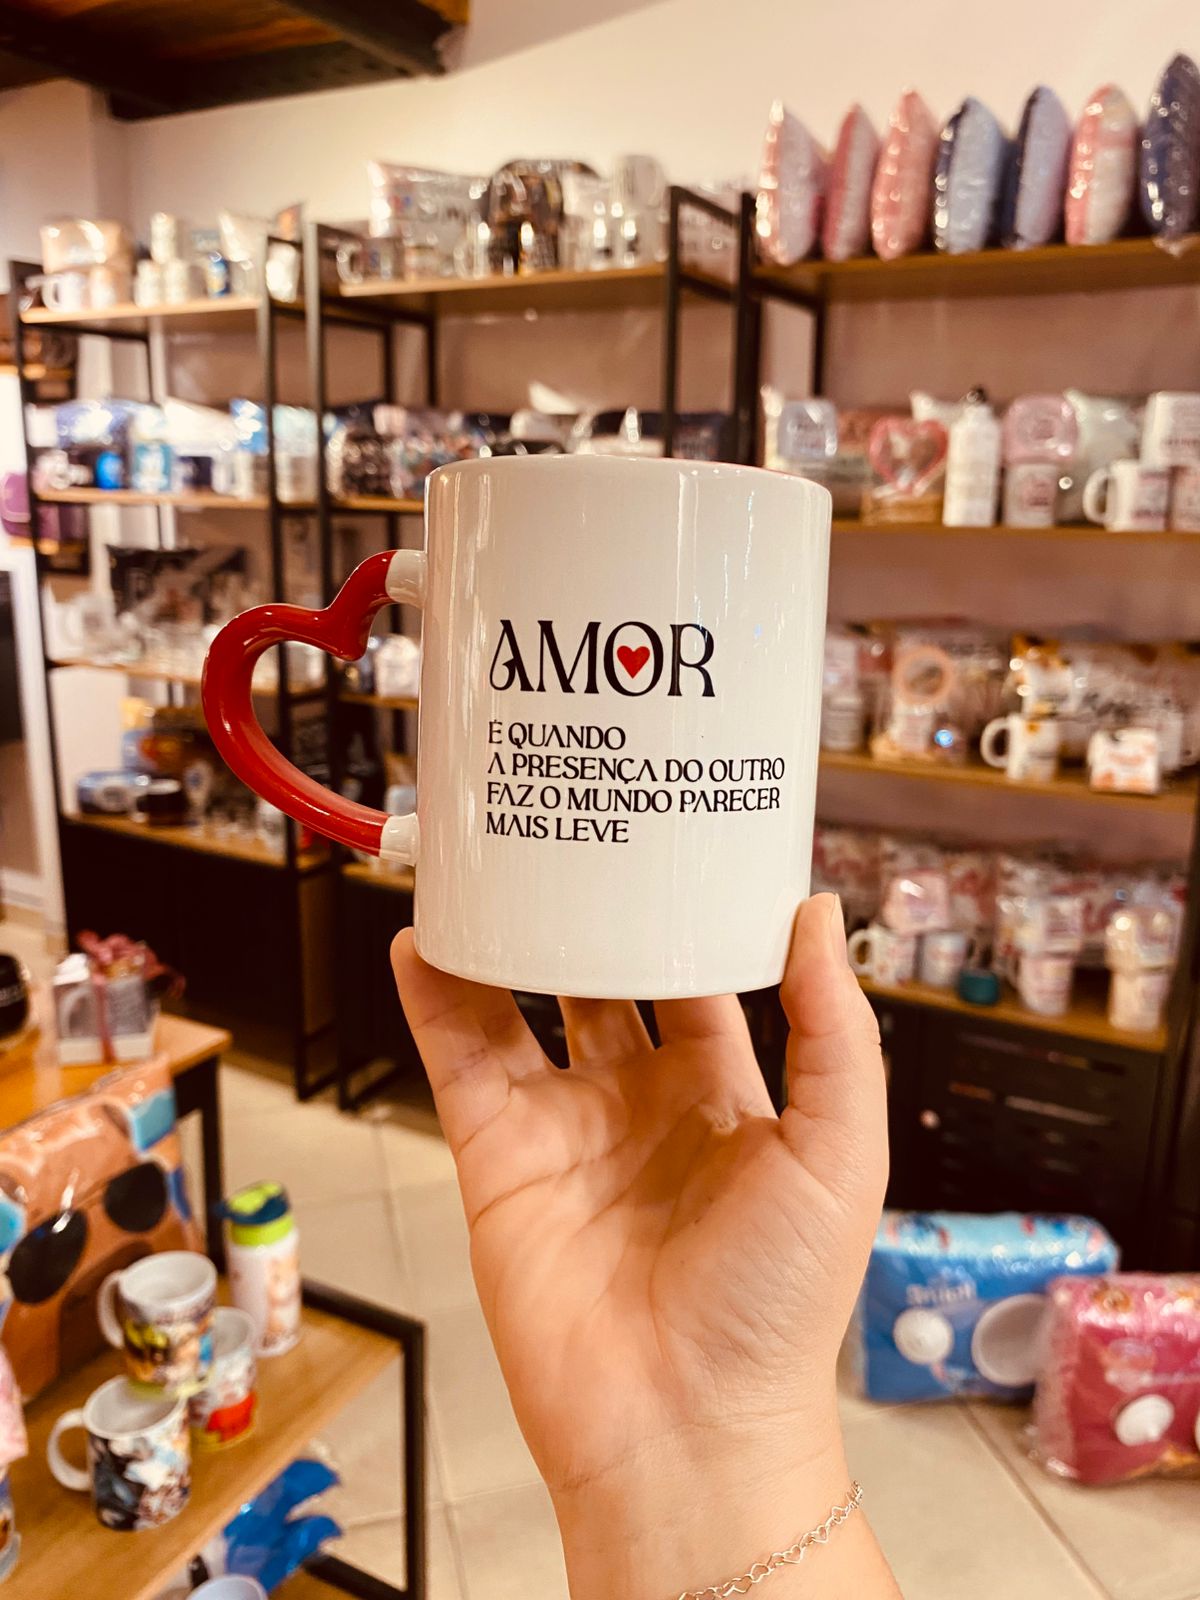 AMOR
É QUANDO
A PRESENÇA DO OUTRO
FAZ O MUNDO PARECER
MAIS LEVE